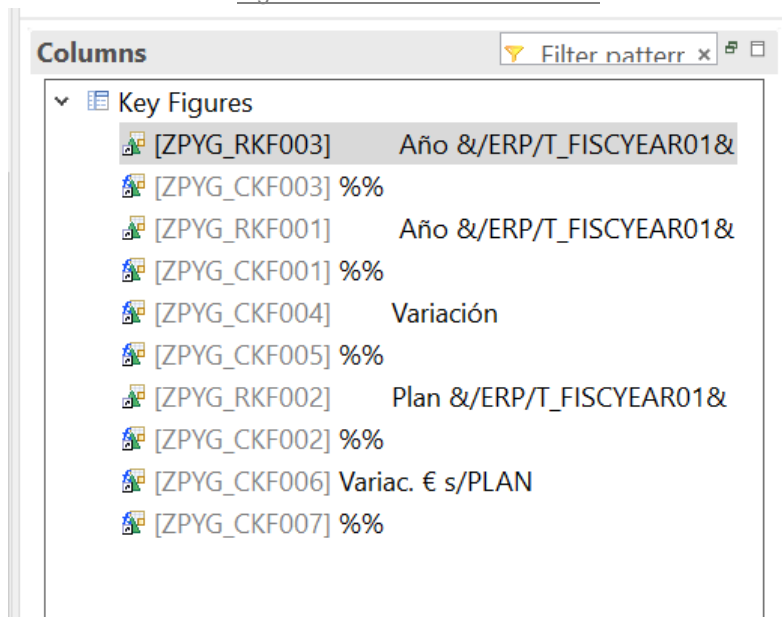 Columns
Filter patterr
Key Figures
[ZPYG_RKF003] Año &/ERP/T_FISCYEAR01&
[ZPYG_CKF003] %%
[ZPYG_RKF001] Año &/ERP/T_FISCYEAR01&
[ZPYG_CKF001] %%
[ZPYG_CKF004] Variación
[ZPYG_CKF005] %%
[ZPYG_RKF002] Plan &/ERP/T_FISCYEAR01&
[ZPYG_CKF002] %%
[ZPYG_CKF006] Variac. € s/PLAN
[ZPYG_CKF007] %%